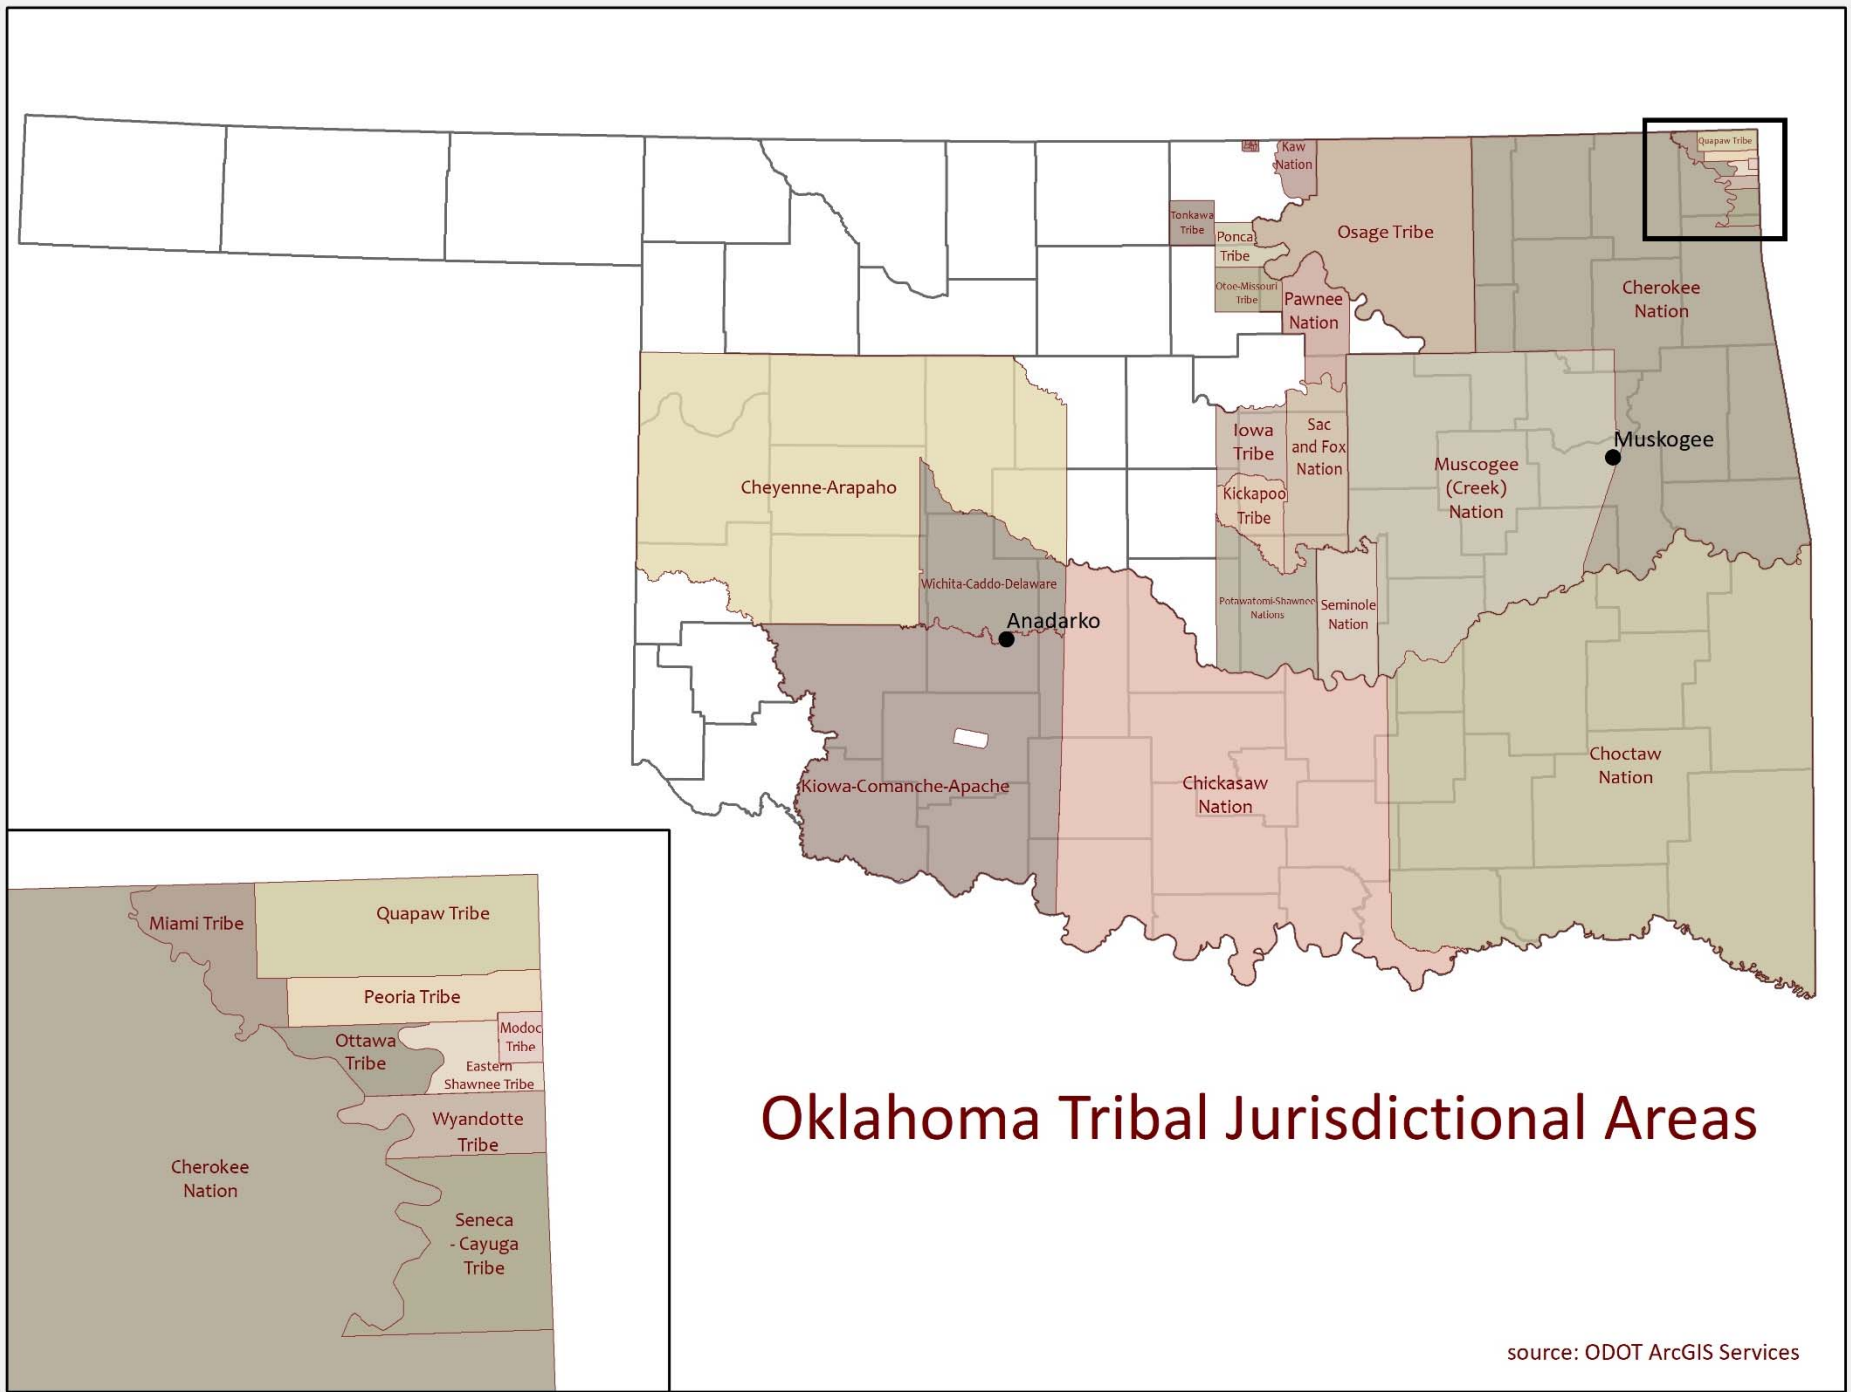 Kaw
Nation
Quapaw Tribe
Tonkawa
Tribe
Ponca
Tribe
Osage Tribe
Otoe-Missouri
Tribe
Pawnee
Nation
Cherokee
Nation
Iowa
Tribe
Sac
and Fox
Nation
Muskogee
Muscogee
(Creek)
Nation
Cheyenne-Arapaho
Kickapoo
Tribe
Wichita-Caddo-Delaware
Potawatomi-Shawnee
Nations
Seminole
Nation
Anadarko
Choctaw
Nation
Kiowa-Comanche-Apache
Chickasaw
Nation
Miami Tribe
Quapaw Tribe
Peoria Tribe
Modoc
Tribe
Ottawa
Tribe
Eastern
Shawnee Tribe
Wyandotte
Tribe
Cherokee
Nation
Seneca
- Cayuga
Tribe
Oklahoma Tribal Jurisdictional Areas
source: ODOT ArcGIS Services